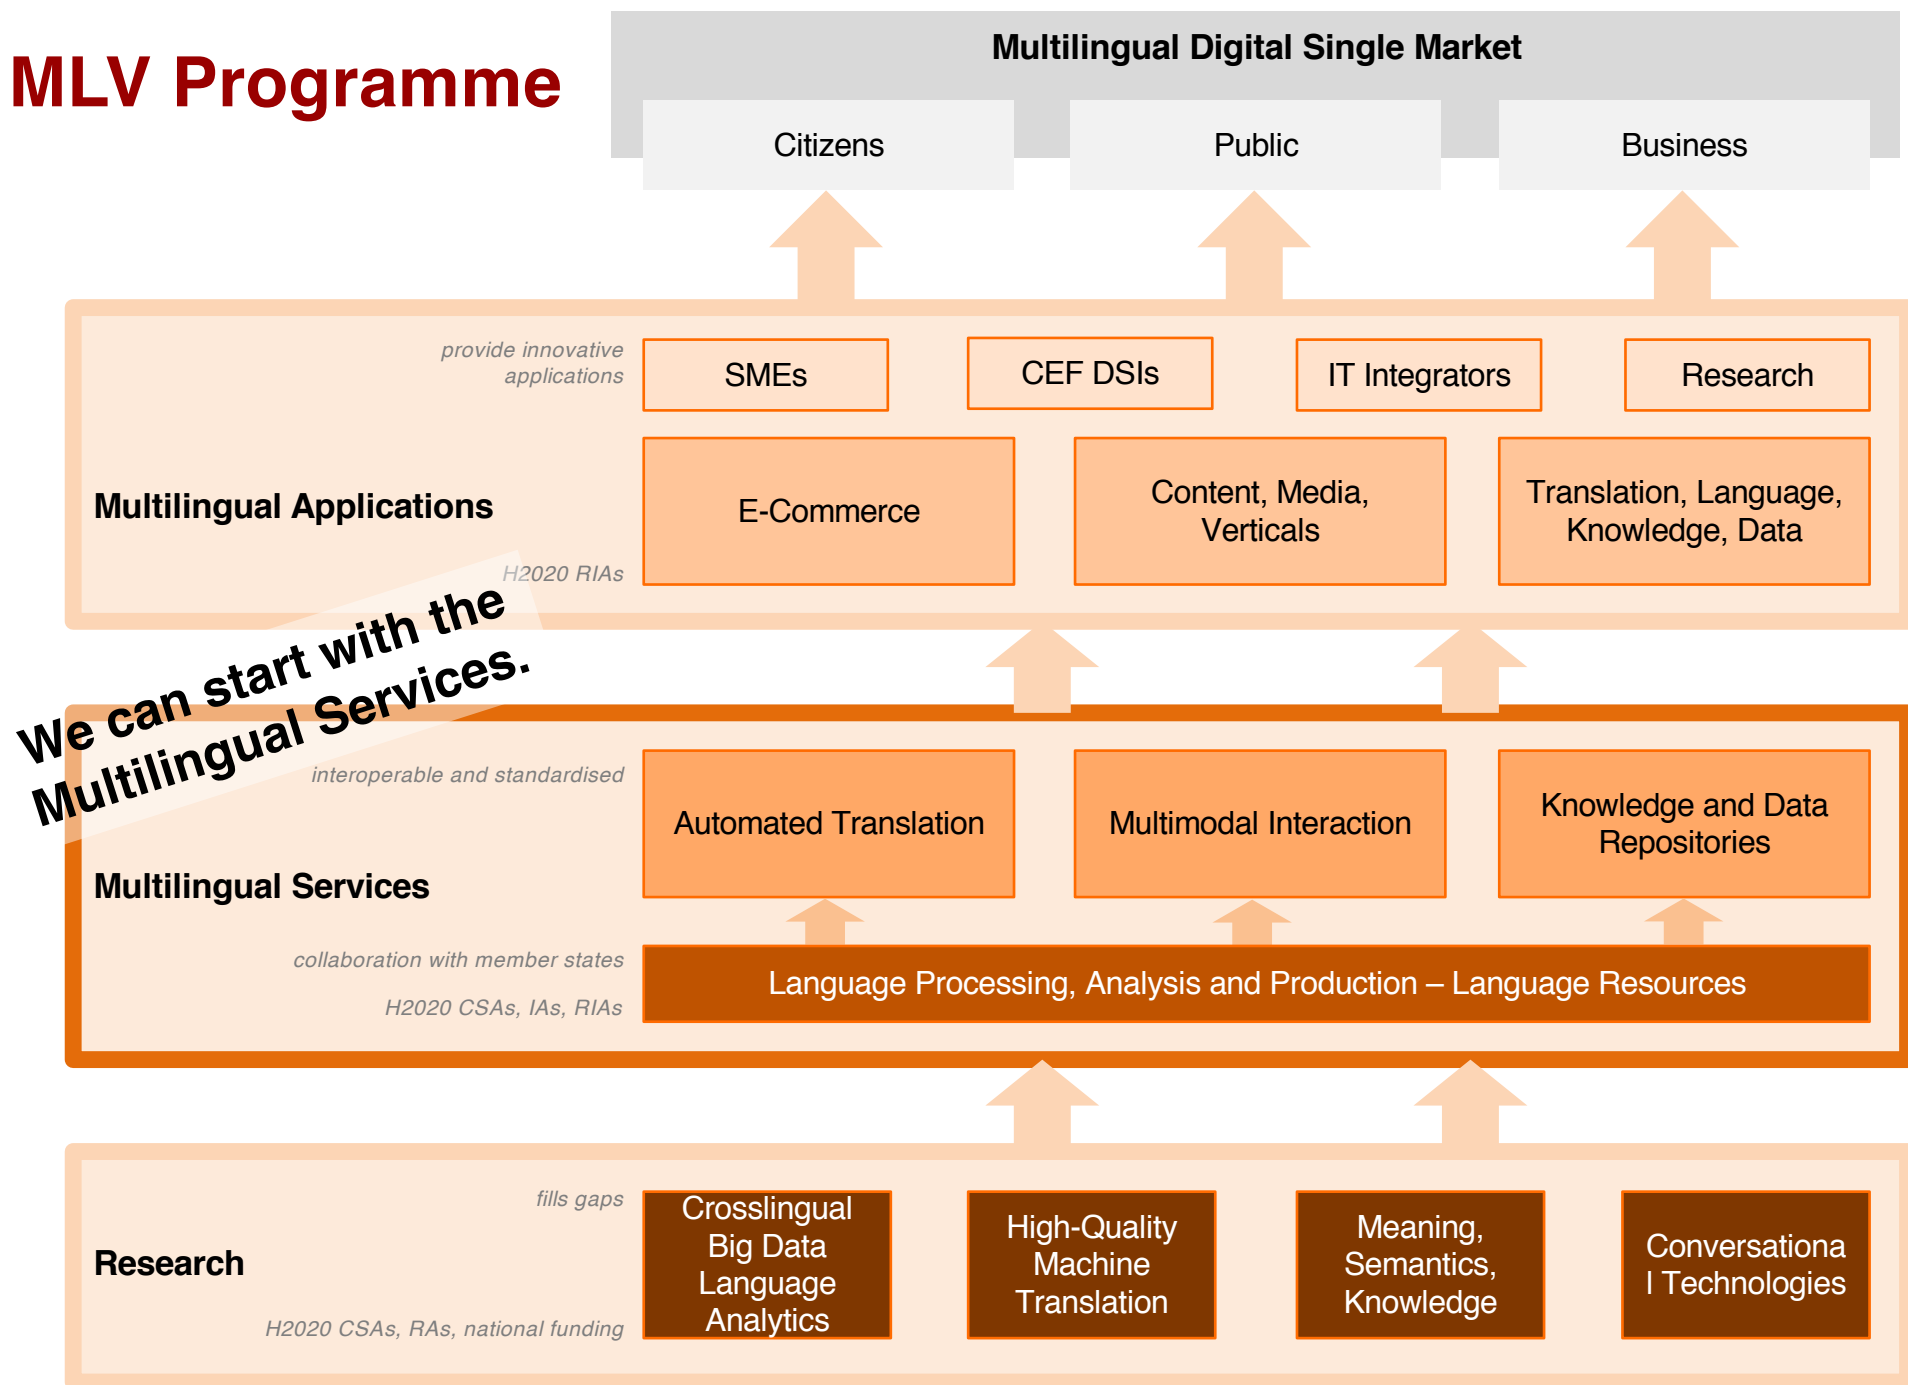 MLV Programme
Multilingual Digital Single Market
Citizens
Public
Business
provide innovative
applications
SMEs
CEF DSIs
IT Integrators
Research
Multilingual Applications
E-Commerce
Content, Media,
Verticals
Translation, Language,
Knowledge, Data
H2020 RIAs
We can start with the
Multilingual Services.
interoperable and standardised
Automated Translation
Multimodal Interaction
Knowledge and Data
Repositories
Multilingual Services
collaboration with member states
H2020 CSAs, IAs, RIAs
Language Processing, Analysis and Production – Language Resources
fills gaps
Research
H2020 CSAs, RAs, national funding
Crosslingual
Big Data
Language
Analytics
High-Quality
Machine
Translation
Meaning,
Semantics,
Knowledge
Conversationa
l Technologies